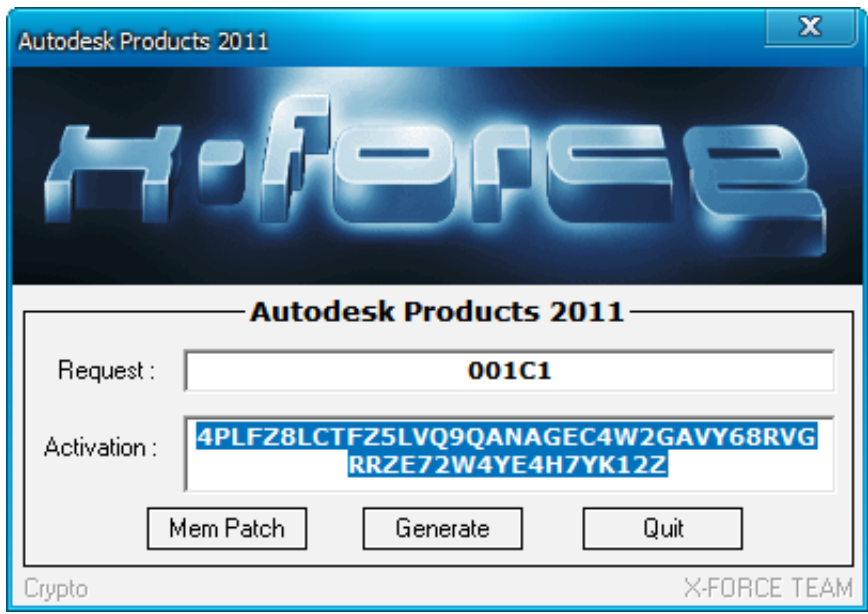 Autodesk Products 2011
X
x-force
Autodesk Products 2011
Request :
001C1
Activation :
4PLFZ8LCTFZ5LVQ9QANAGEC4W2GAVY68RVG
RRZE72W4YE4H7YK12Z
Mem Patch Generate Quit
Crypto X-FORCE TEAM